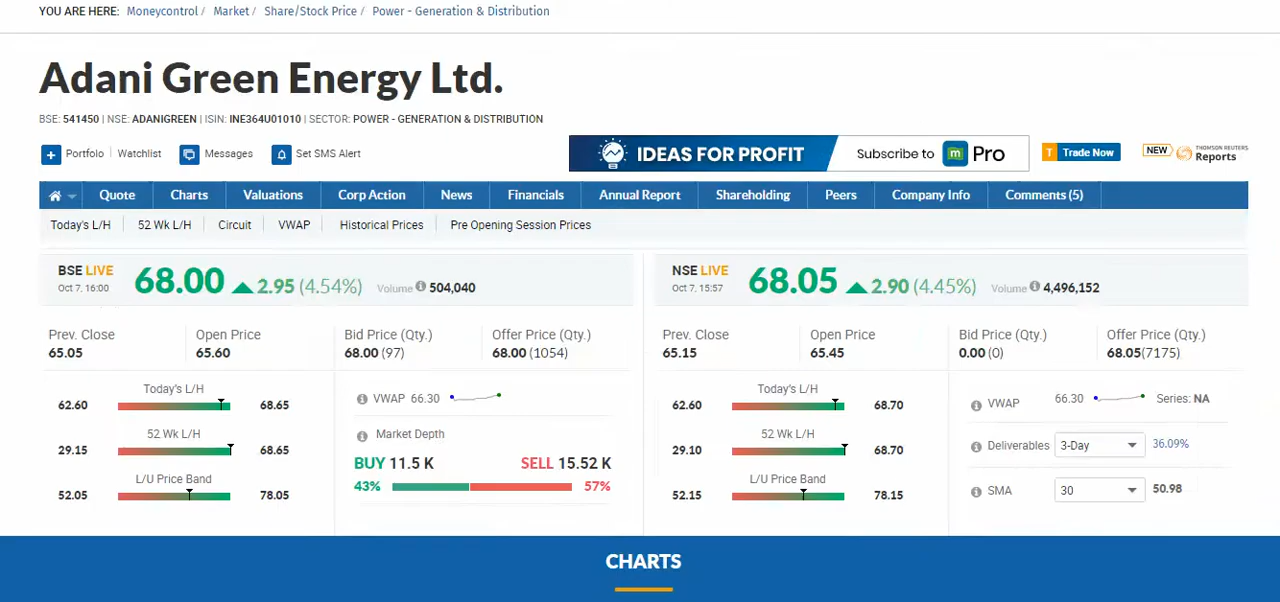 YOU ARE HERE: Moneycontrol / Market / Share/Stock Price / Power - Generation & Distribution
Adani Green Energy Ltd.
BSE: 541450 | NSE: ADANIGREEN | ISIN: INE364U01010 | SECTOR: POWER - GENERATION & DISTRIBUTION
+ Portfolio | Watchlist Messages Set SMS Alert
IDEAS FOR PROFIT Subscribe to m Pro
T Trade Now
NEW THOMSON REUTERS
Reports
Quote Charts Valuations Corp Action News Financials Annual Report Shareholding Peers Company Info Comments (5)
Today's L/H 52 Wk L/H Circuit VWAP Historical Prices Pre Opening Session Prices
BSE LIVE
Oct 7, 16:00
68.00 2.95 (4.54%) Volume 504,040
Prev. Close Open Price Bid Price (Qty.) Offer Price (Qty.)
65.05 65.60 68.00 (97) 68.00 (1054)
Today's L/H
62.60 68.65
52 Wk L/H
29.15 68.65
L/U Price Band
52.05 78.05
VWAP 66.30
Market Depth
BUY 11.5 K SELL 15.52 K
43% 57%
NSE LIVE
Oct 7, 15:57
68.05 2.90 (4.45%) Volume 4,496,152
Prev. Close Open Price Bid Price (Qty.) Offer Price (Qty.)
65.15 65.45 0.00 (0) 68.05(7175)
Today's L/H
62.60 68.70
52 Wk L/H
29.10 68.70
L/U Price Band
52.15 78.15
VWAP 66.30 Series: NA
Deliverables 3-Day 36.09%
SMA 30 50.98
CHARTS